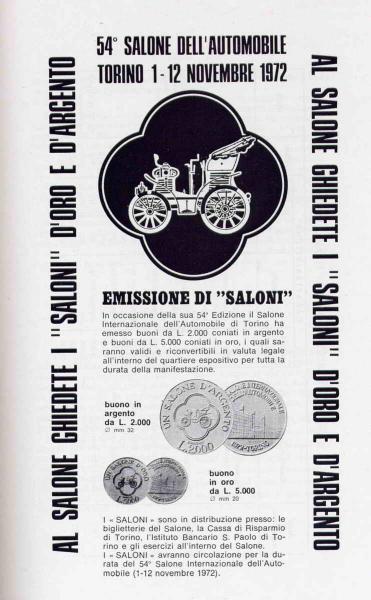 54° SALONE DELL'AUTOMOBILE
TORINO 1-12 NOVEMBRE 1972
AL SALONE GHIEDETE I "SALONI" D'ORO E D'ARGENTO
AL SALONE GHIEDETE I "SALONI" D'ORO E D'ARGENTO
EMISSIONE DI "SALONI"
In occasione della sua 54ª Edizione il Salone
Internazionale dell'Automobile di Torino ha
emesso buoni da L. 2.000 coniati in argento
e buoni da L. 5.000 coniati in oro, i quali sa-
ranno validi e riconvertibili in valuta legale
all'interno del quartiere espositivo per tutta la
durata della manifestazione.
buono in
argento
da L. 2.000
∅ mm 32
UN SALONE D'ARGENTO
L.2000
buono
in oro
da L. 5.000
∅ mm 20
I « SALONI » sono in distribuzione presso: le
biglietterie del Salone, la Cassa di Risparmio
di Torino, l'Istituto Bancario S. Paolo di To-
rino e gli esercizi all'interno del Salone.
I « SALONI » avranno circolazione per la du-
rata del 54° Salone Internazionale dell'Auto-
mobile (1-12 novembre 1972).